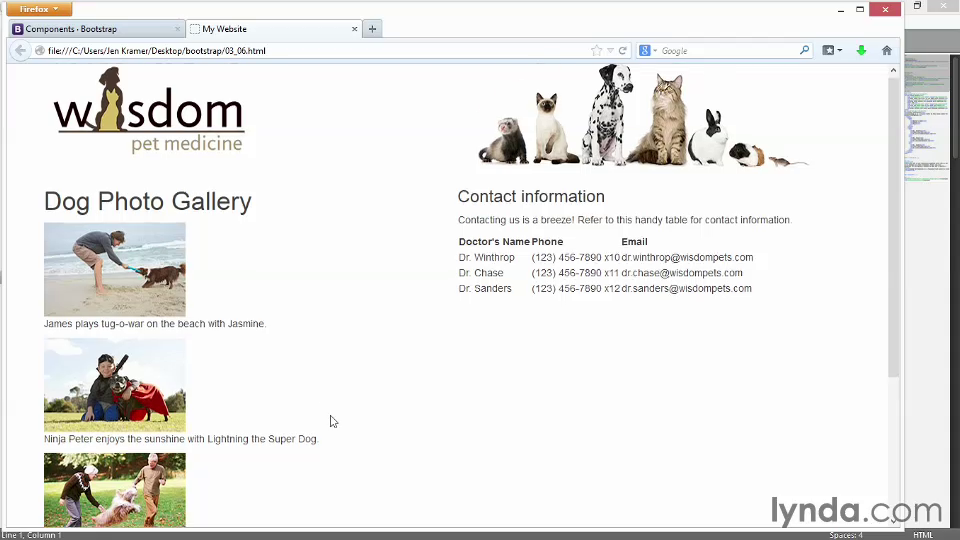 Firefox
Components · Bootstrap
My Website
file:///C:/Users/Jen Kramer/Desktop/bootstrap/03_06.html
Google
wisdom
pet medicine
Dog Photo Gallery
James plays tug-o-war on the beach with Jasmine.
Ninja Peter enjoys the sunshine with Lightning the Super Dog.
Contact information
Contacting us is a breeze! Refer to this handy table for contact information.
Doctor's Name Phone Email
Dr. Winthrop (123) 456-7890 x10 dr.winthrop@wisdompets.com
Dr. Chase (123) 456-7890 x11 dr.chase@wisdompets.com
Dr. Sanders (123) 456-7890 x12 dr.sanders@wisdompets.com
lynda.com
Line 1, Column 1
Spaces: 4
HTML